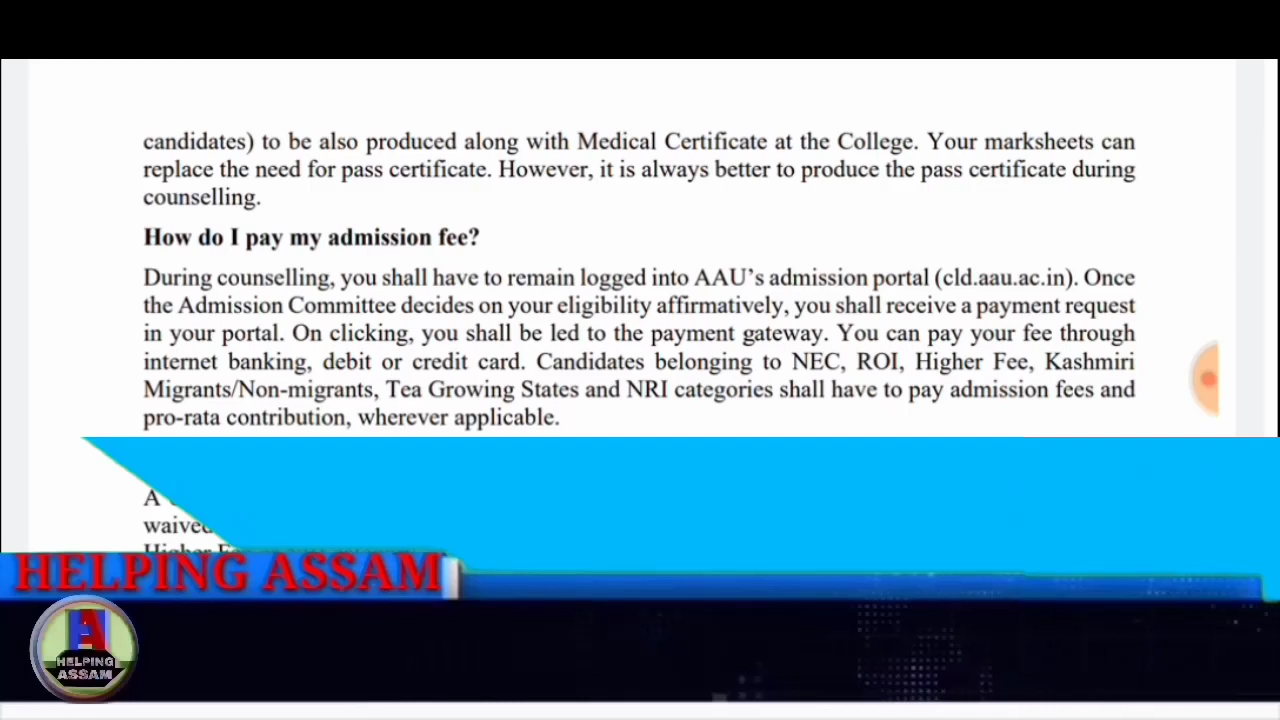 candidates) to be also produced along with Medical Certificate at the College. Your marksheets can
replace the need for pass certificate. However, it is always better to produce the pass certificate during
counselling.
How do I pay my admission fee?
During counselling, you shall have to remain logged into AAU’s admission portal (cld.aau.ac.in). Once
the Admission Committee decides on your eligibility affirmatively, you shall receive a payment request
in your portal. On clicking, you shall be led to the payment gateway. You can pay your fee through
internet banking, debit or credit card. Candidates belonging to NEC, ROI, Higher Fee, Kashmiri
Migrants/Non-migrants, Tea Growing States and NRI categories shall have to pay admission fees and
pro-rata contribution, wherever applicable.
A
waived
Higher
HELPING ASSAM
A
HELPING
ASSAM